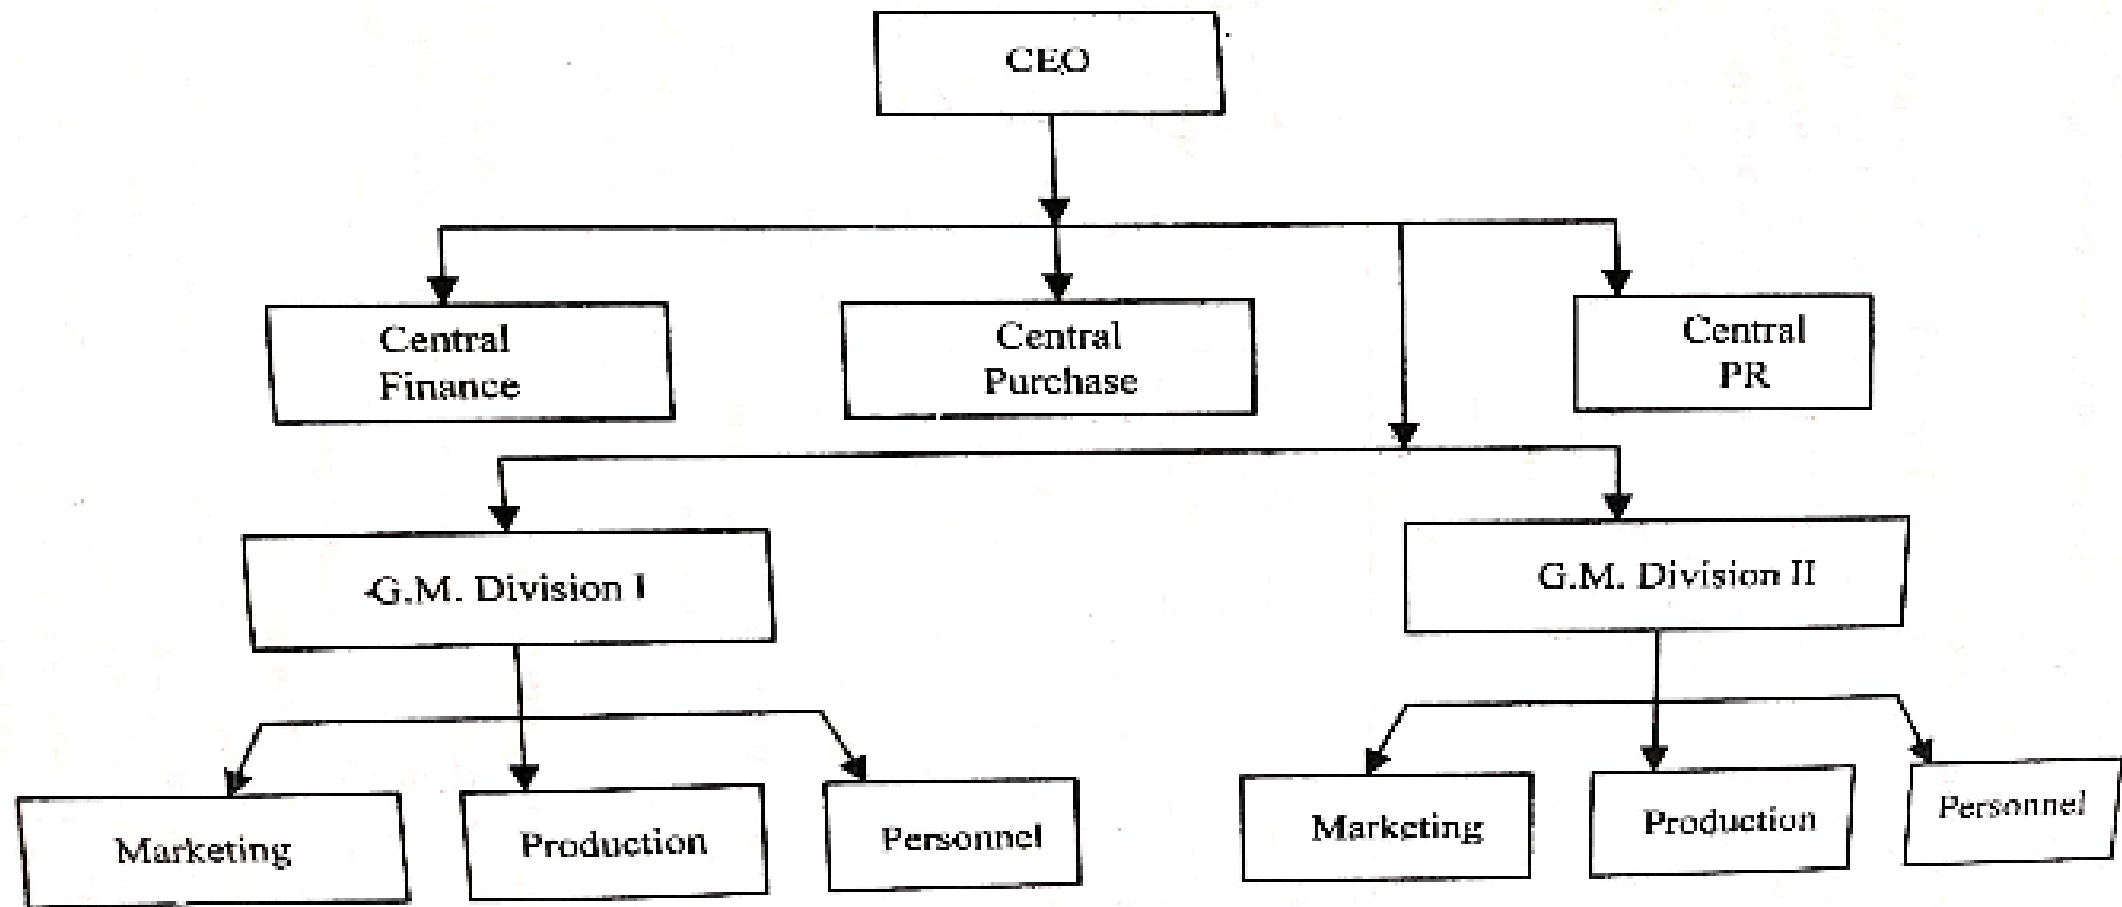 CEO
Central
Finance
Central
Purchase
Central
PR
G.M. Division I
G.M. Division II
Marketing
Production
Personnel
Marketing
Production
Personnel